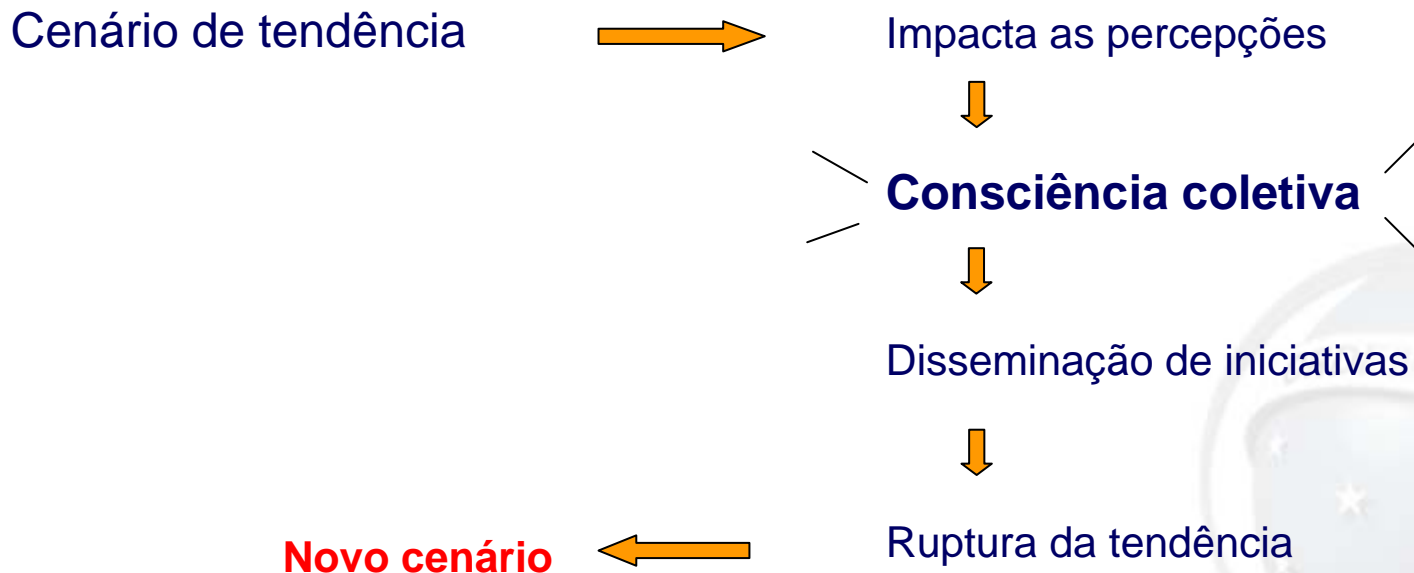 Cenário de tendência
Impacta as percepções
Consciência coletiva
Disseminação de iniciativas
Ruptura da tendência
Novo cenário